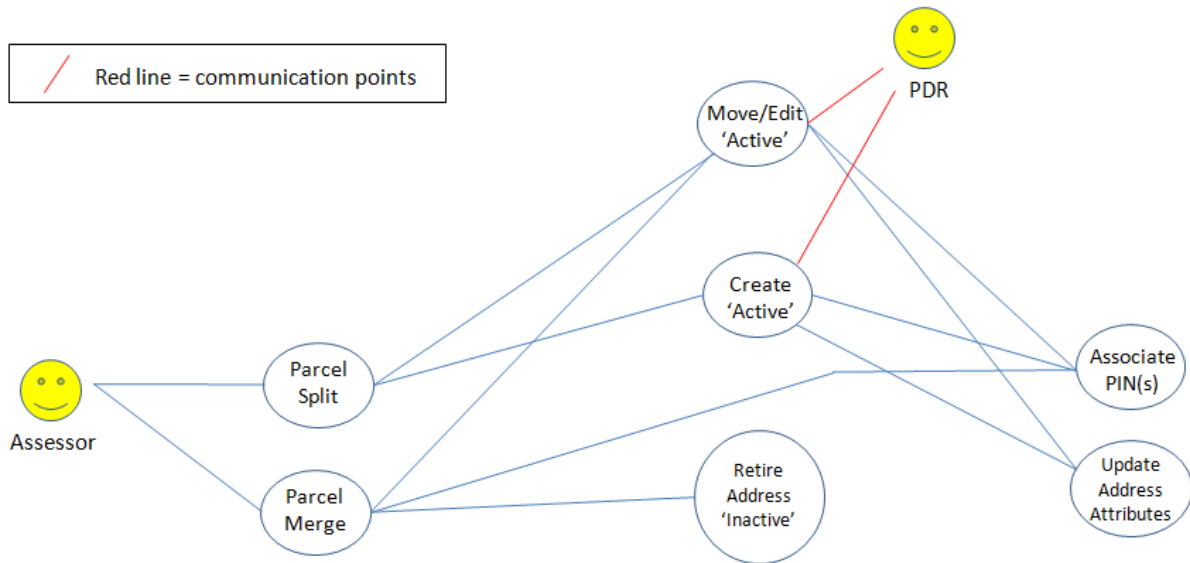 Red line = communication points
PDR
Move/Edit
‘Active’
Create
‘Active’
Parcel
Split
Associate
PIN(s)
Assessor
Parcel
Merge
Retire
Address
‘Inactive’
Update
Address
Attributes